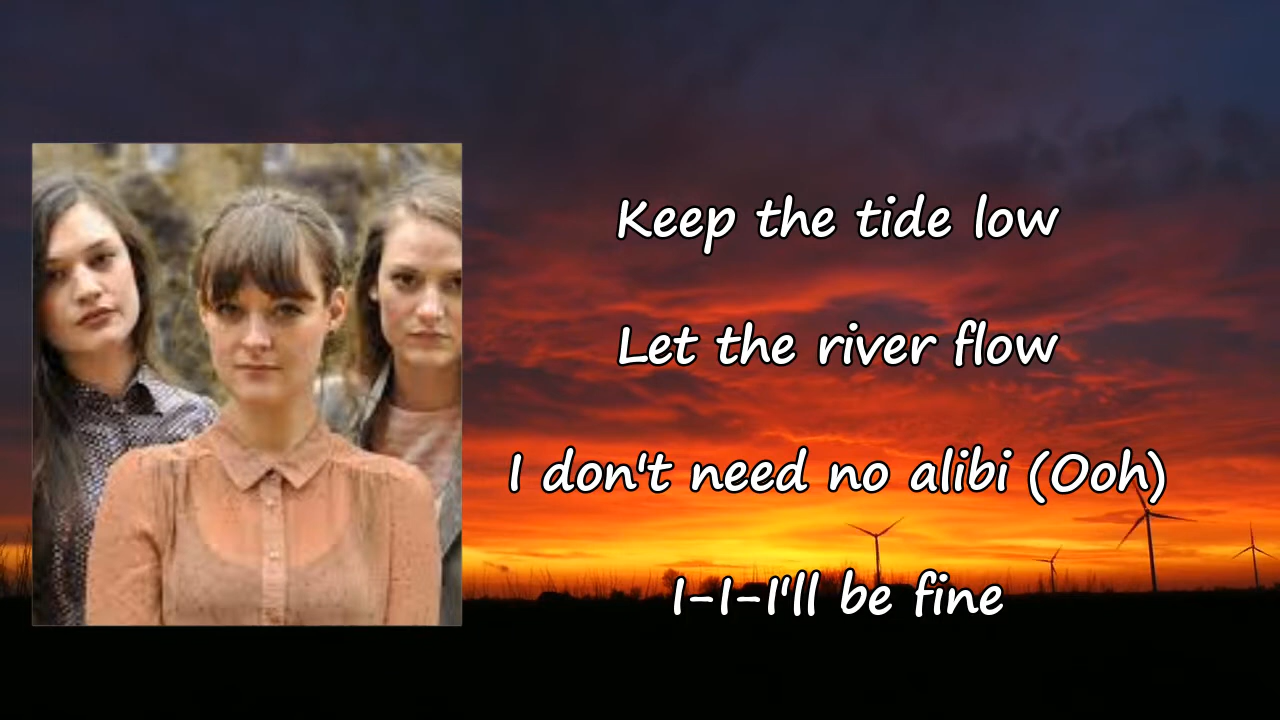 Keep the tide low
Let the river flow
I don't need no alibi (Ooh)
I-I-I'll be fine